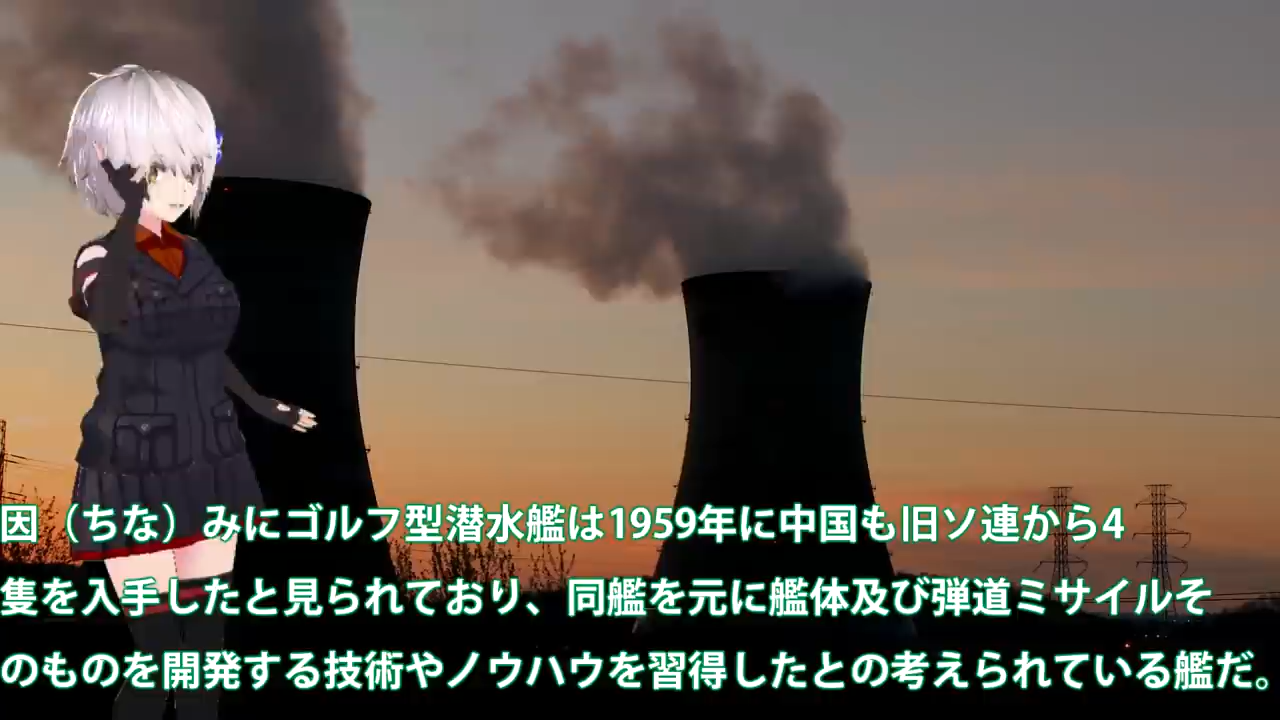 因（ちな）みにゴルフ型潜水艦は1959年に中国も旧ソ連から4
隻を入手したと見られており、同艦を元に艦体及び弾道ミサイルそ
のものを開発する技術やノウハウを習得したとの考えられている艦だ。